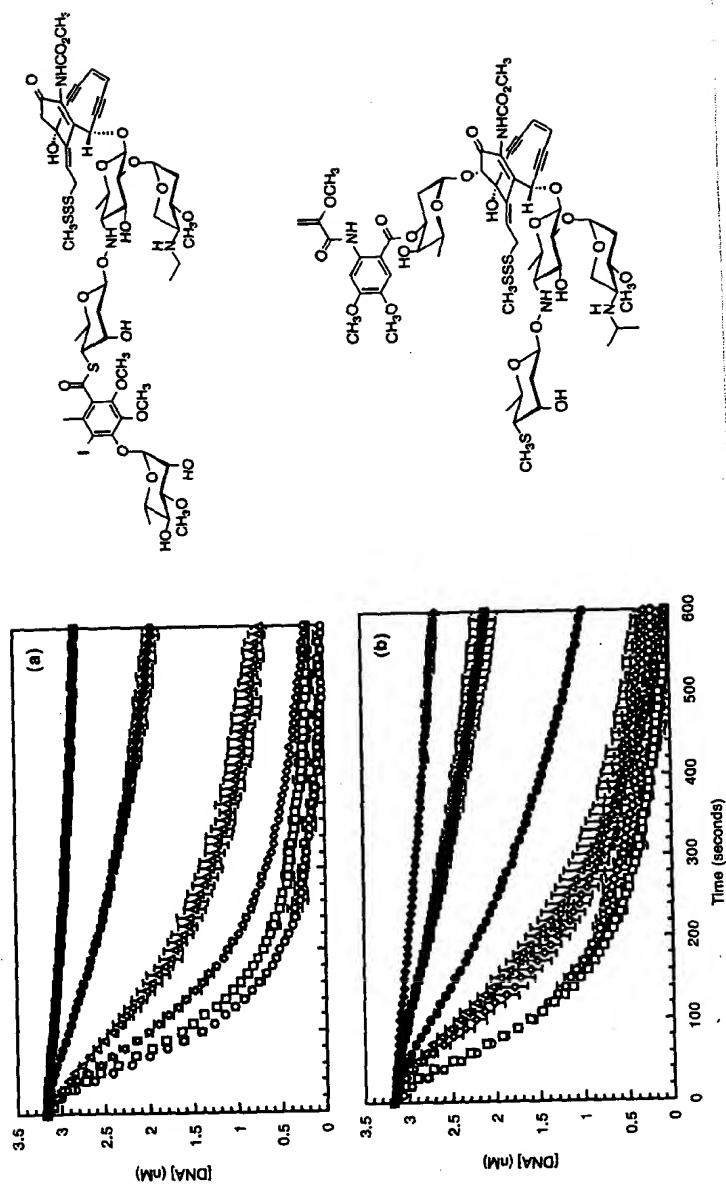 (a)
3.5
3
2.5
2
1.5
1
0.5
0
[DNA] (nM)
(b)
3.5
3
2.5
2
1.5
1
0.5
0
[DNA] (nM)
0
100
200
300
400
500
600
Time (seconds)
O
NHCO₂CH₃
HO
H
CH₃SSS
O
O
O
HO
NH
O
O
O
CH₃O
N
H
O
O
OH
S
O
OCH₃
OCH₃
I
O
O
HO
CH₃O
HO
OCH₃
O
NH
CH₃O
CH₃O
O
O
HO
O
O
O
NHCO₂CH₃
HO
H
CH₃SSS
O
O
O
HO
NH
O
O
O
CH₃O
N
H
O
O
OH
CH₃S